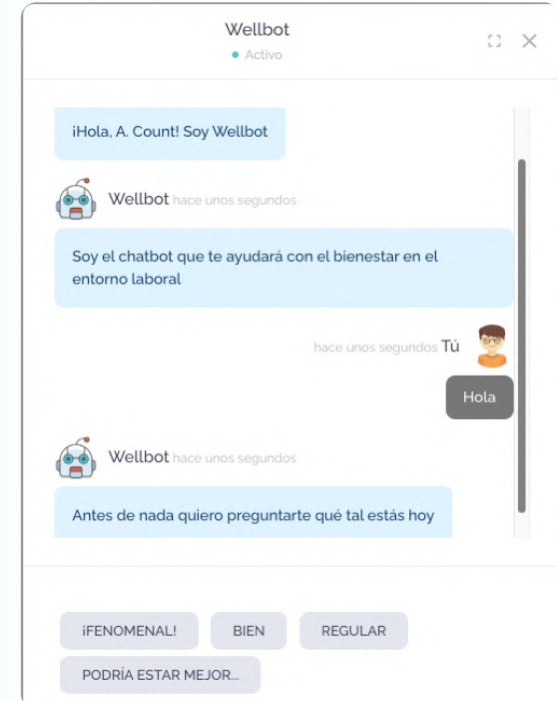 Wellbot
Activo
¡Hola, A. Count! Soy Wellbot
Wellbot hace unos segundos
Soy el chatbot que te ayudará con el bienestar en el
entorno laboral
hace unos segundos Tú
Hola
Wellbot hace unos segundos
Antes de nada quiero preguntarte qué tal estás hoy
¡FENOMENAL!
BIEN
REGULAR
PODRÍA ESTAR MEJOR...